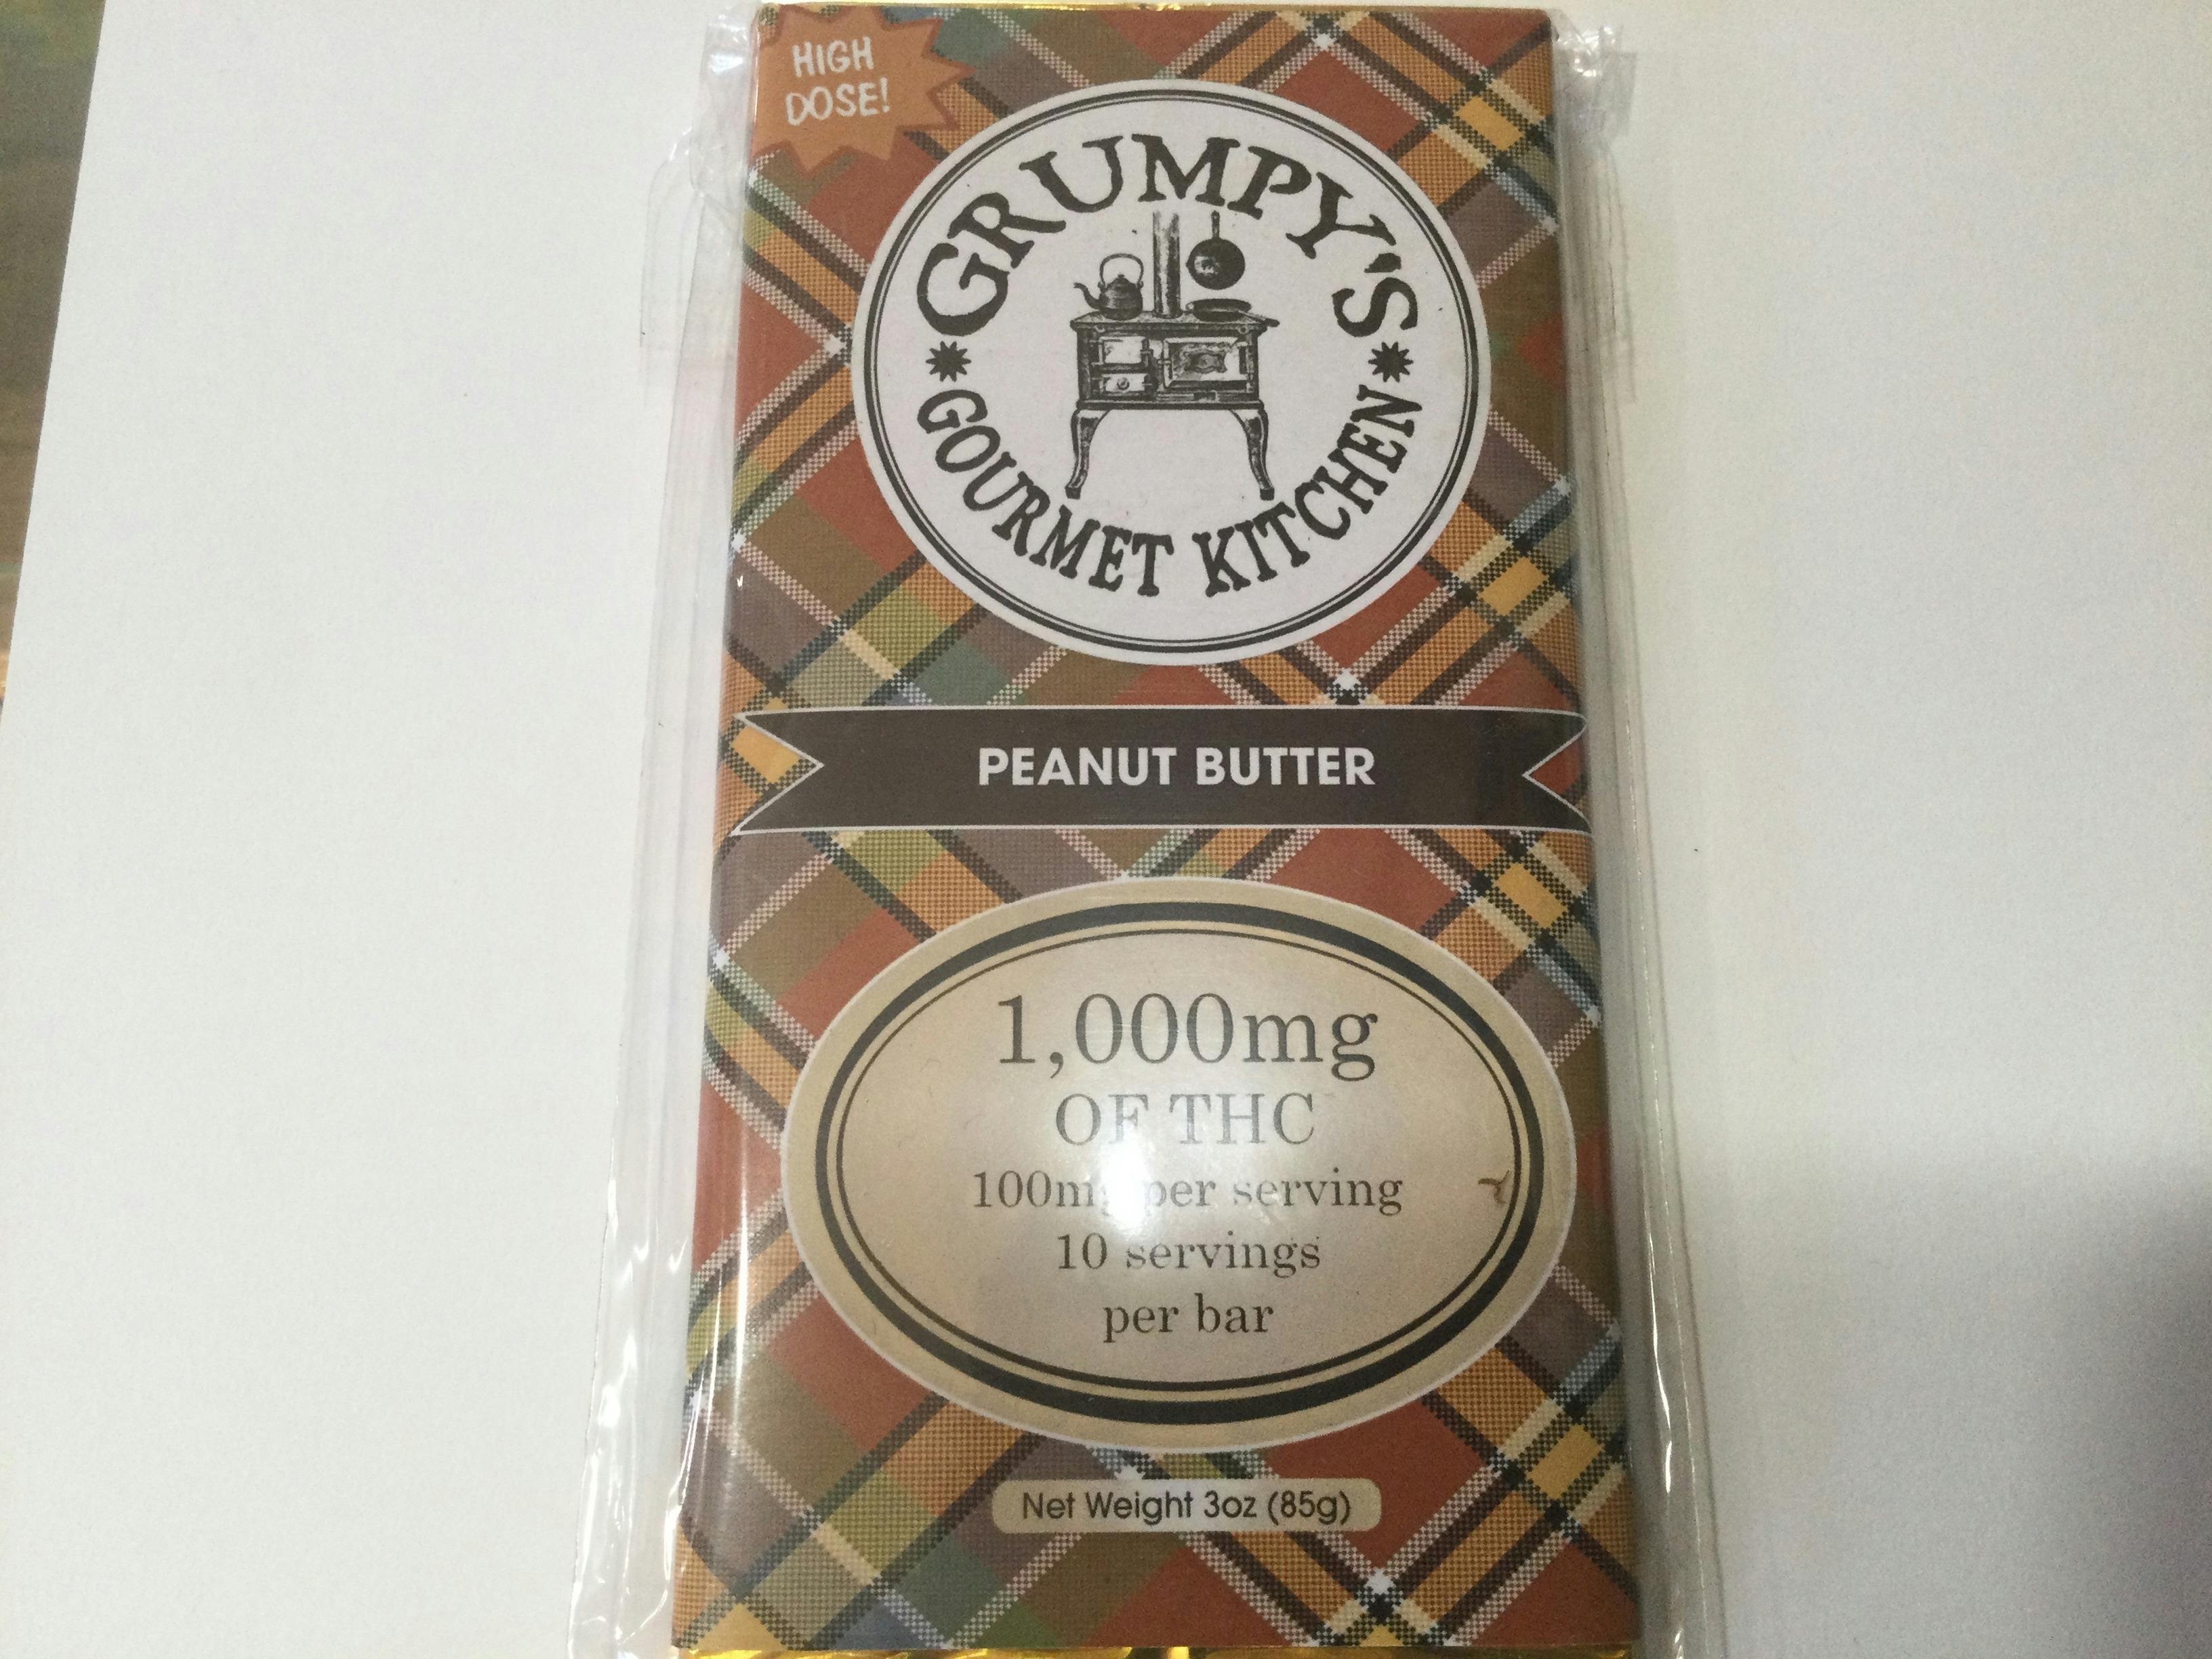 HIGH
DOSE!
GRUMPY'S
GOURMET KITCHEN
PEANUT BUTTER
1,000mg
OF THC
100mg per serving
10 servings
per bar
Net Weight 3oz (85g)